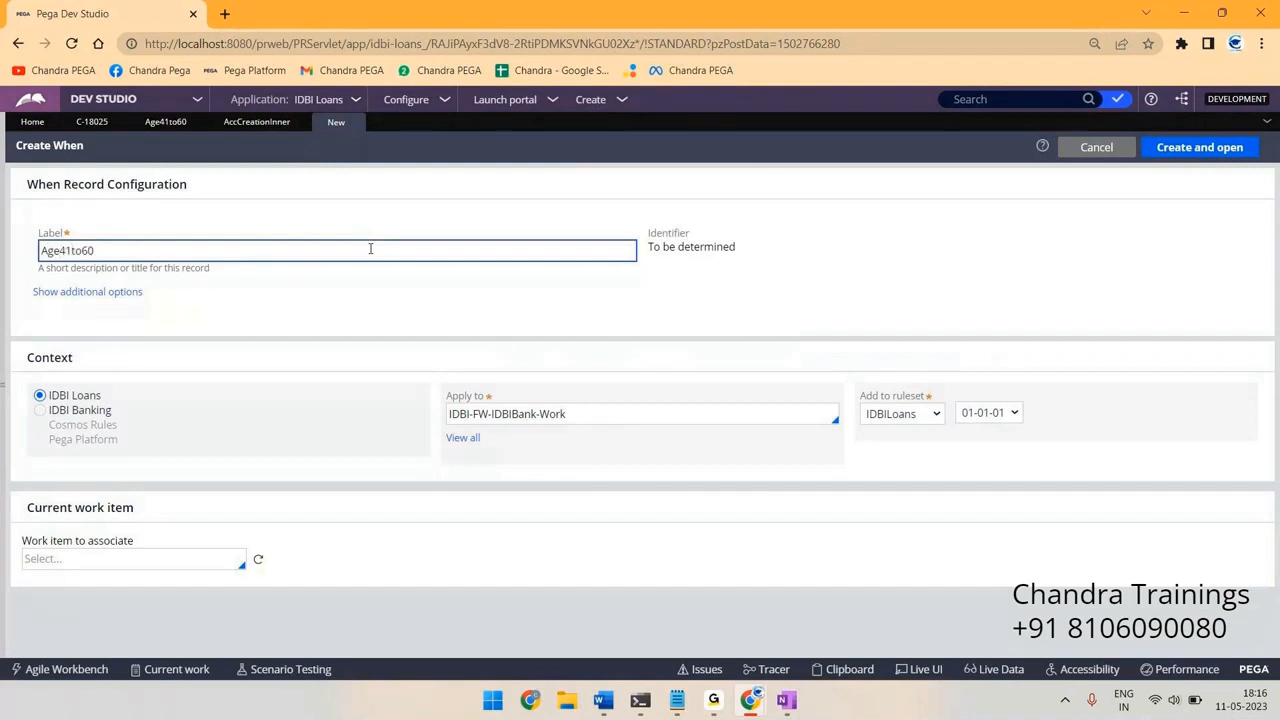 Pega Dev Studio
http://localhost:8080/prweb/PRServlet/app/idbi-loans_/RAJiPAyxF3dV8-2RtiPDMKSVNkGU02Xz*/!STANDARD?pzPostData=1502766280
Chandra PEGA Chandra Pega Pega Platform Chandra PEGA Chandra PEGA Chandra - Google S... Chandra PEGA
DEV STUDIO Application: IDBI Loans Configure Launch portal Create Search DEVELOPMENT
Home C-18025 Age41to60 AccCreationInner New
Create When Cancel Create and open
When Record Configuration
Label* Identifier
Age41to60 To be determined
A short description or title for this record
Show additional options
Context
IDBI Loans Apply to* Add to ruleset*
IDBI Banking IDBI-FW-IDBIBank-Work IDBILoans 01-01-01
Cosmos Rules
Pega Platform View all
Current work item
Work item to associate
Select...
Chandra Trainings
+91 8106090080
Agile Workbench Current work Scenario Testing Issues Tracer Clipboard Live UI Live Data Accessibility Performance PEGA
ENG 18:16
IN 11-05-2023